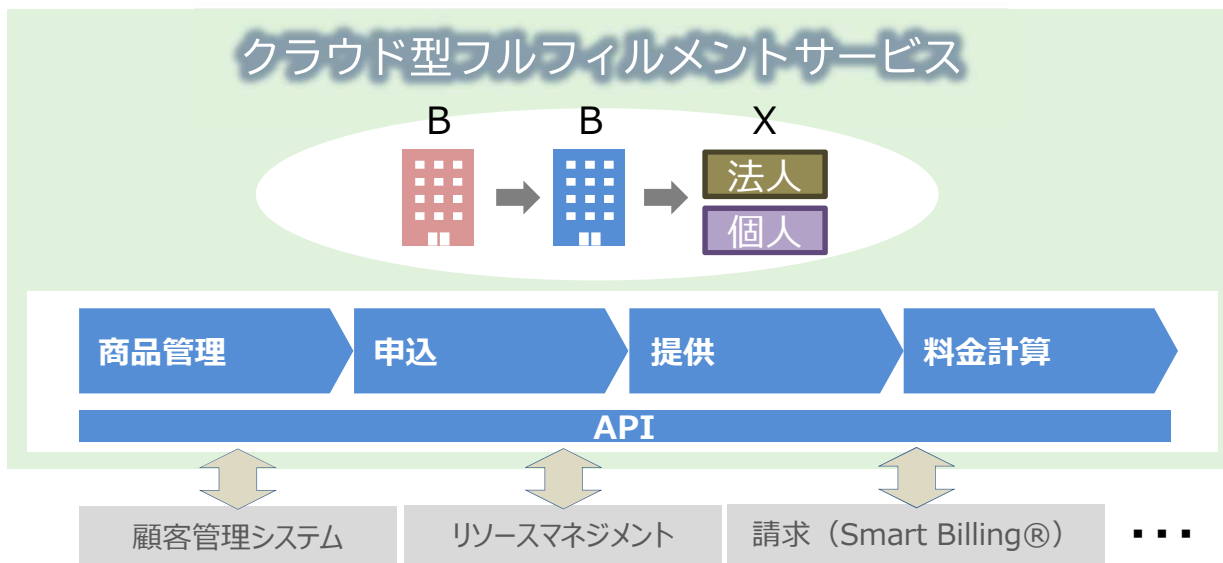 クラウド型フルフィルメントサービス
B B X
法人
個人
商品管理 申込 提供 料金計算
API
顧客管理システム リソースマネジメント 請求（Smart Billing®） ・・・